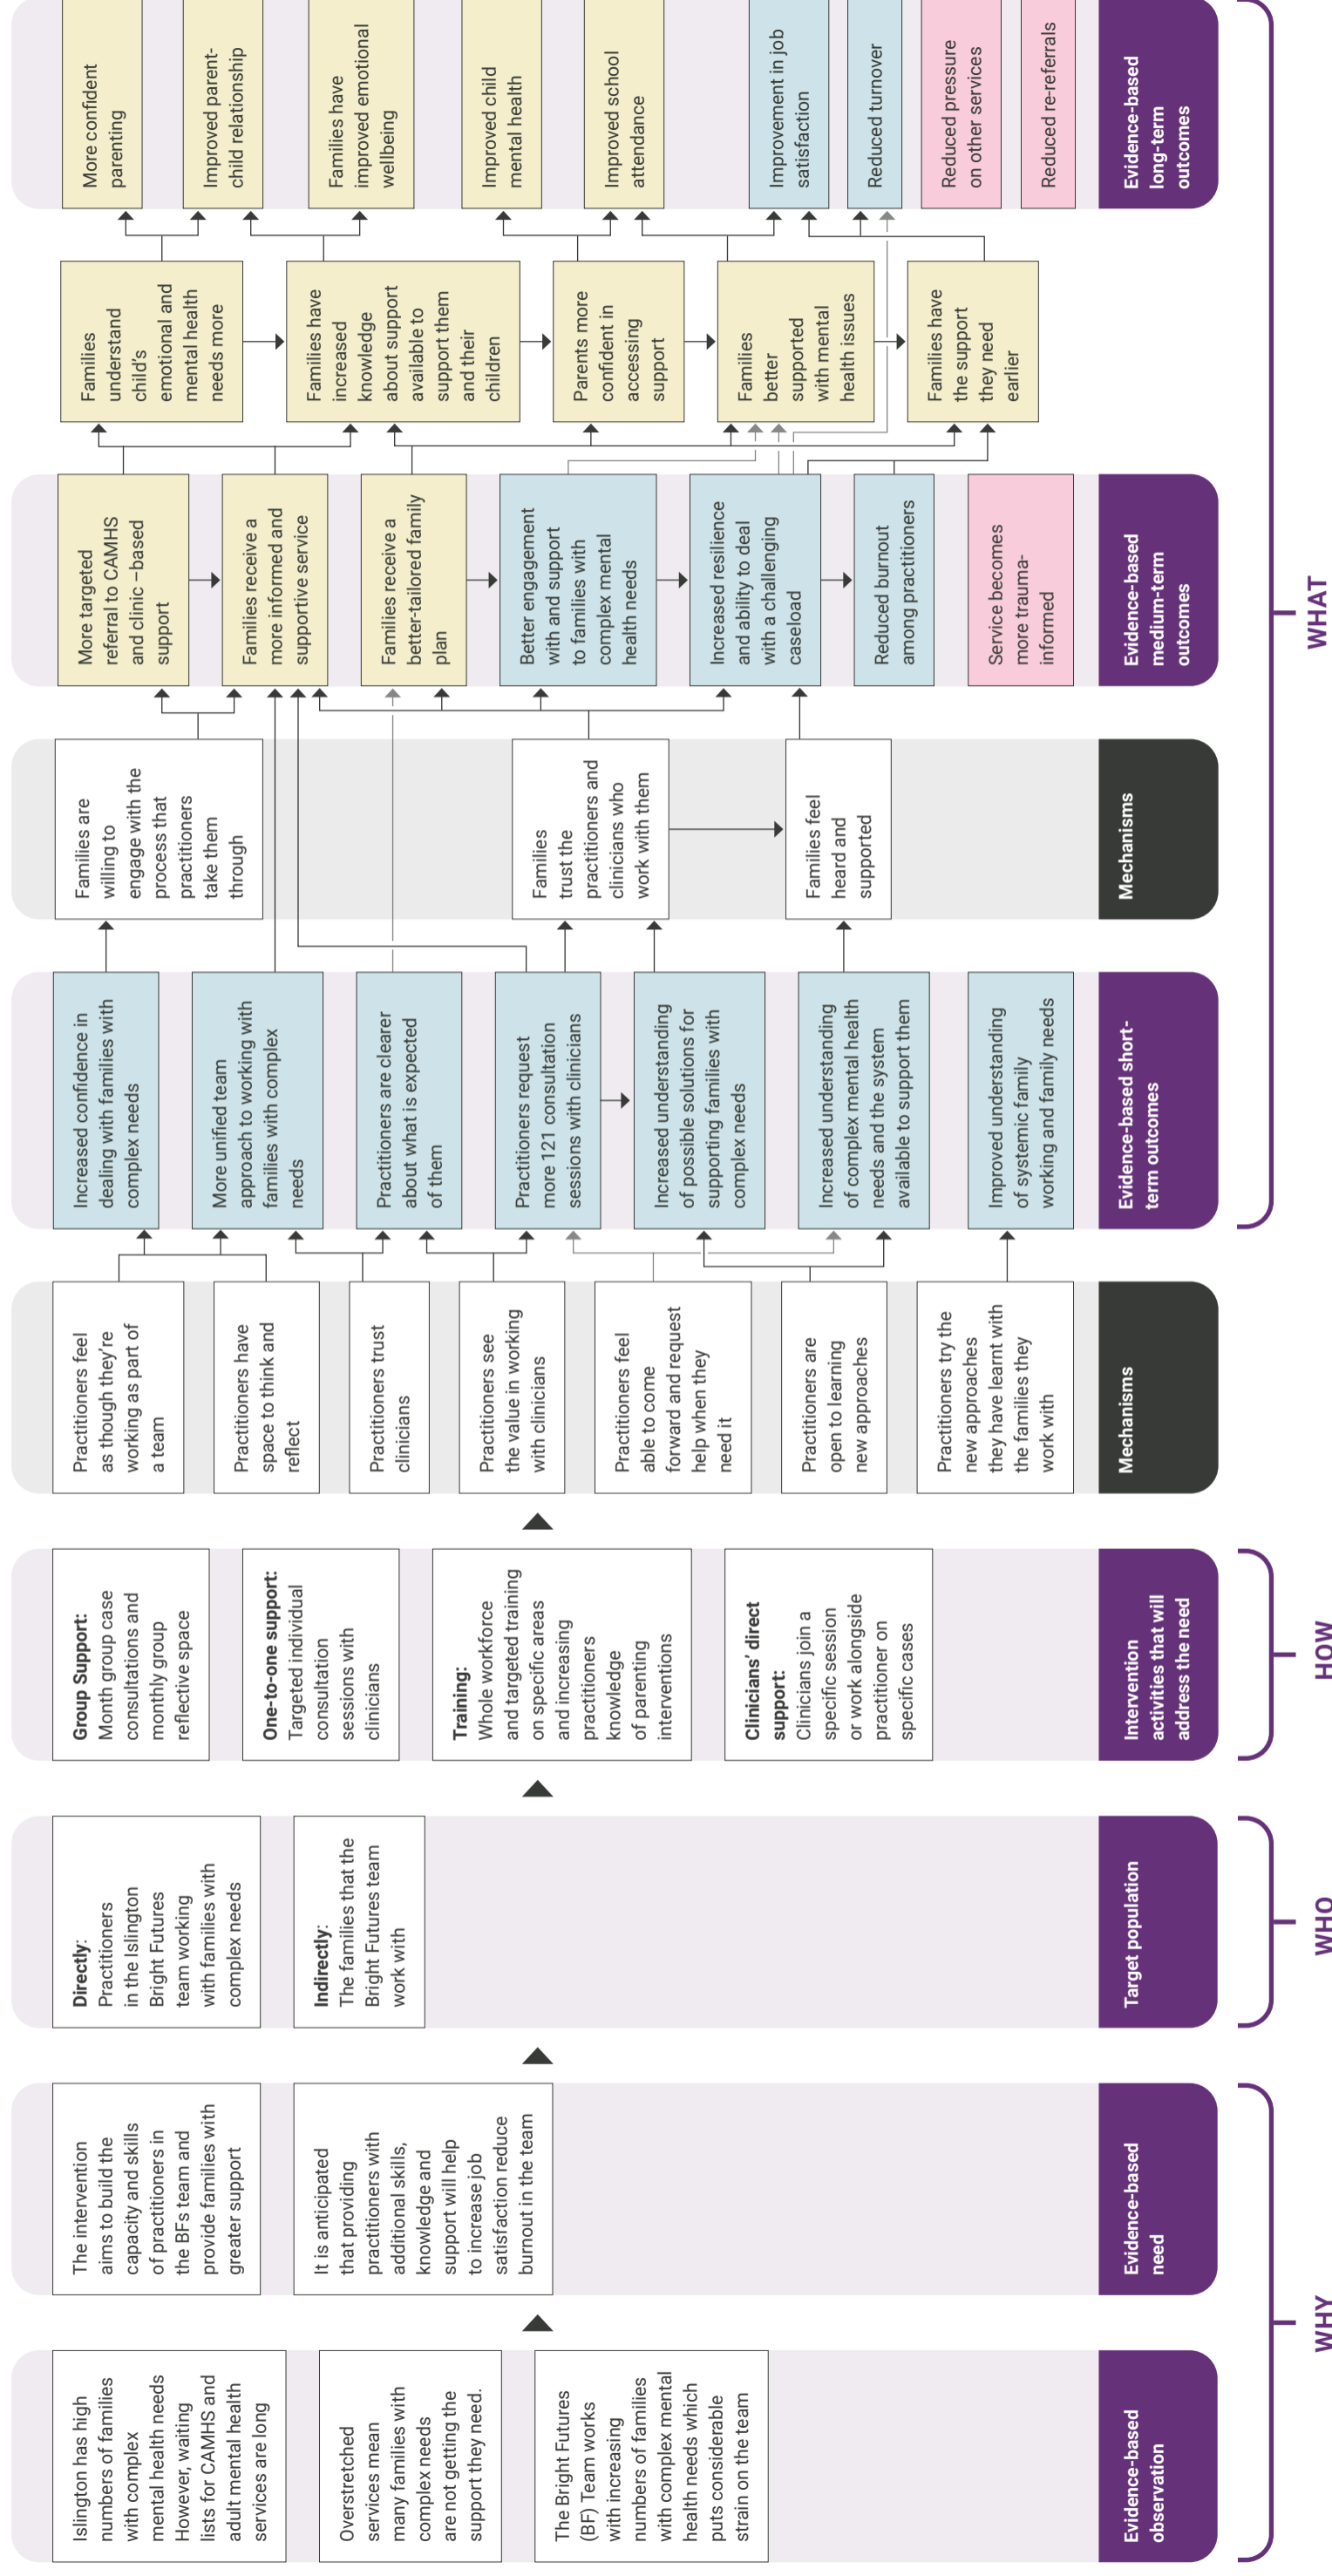 Islington has high
numbers of families
with complex
mental health needs
However, waiting
lists for CAMHS and
adult mental health
services are long
Overstretched
services mean
many families with
complex needs
are not getting the
support they need.
The Bright Futures
(BF) Team works
with increasing
numbers of families
with complex mental
health needs which
puts considerable
strain on the team
Evidence-based
observation
The intervention
aims to build the
capacity and skills
of practitioners in
the BFs team and
provide families with
greater support
It is anticipated
that providing
practitioners with
additional skills,
knowledge and
support will help
to increase job
satisfaction reduce
burnout in the team
Evidence-based
need
WHY
Directly:
Practitioners
in the Islington
Bright Futures
team working
with families with
complex needs
Indirectly:
The families that the
Bright Futures team
work with
Target population
WHO
Group Support:
Month group case
consultations and
monthly group
reflective space
One-to-one support:
Targeted individual
consultation
sessions with
clinicians
Training:
Whole workforce
and targeted training
on specific areas
and increasing
practitioners
knowledge
of parenting
interventions
Clinicians’ direct
support:
Clinicians join a
specific session
or work alongside
practitioner on
specific cases
Intervention
activities that will
address the need
HOW
Practitioners feel
as though they’re
working as part of
a team
Practitioners have
space to think and
reflect
Practitioners trust
clinicians
Practitioners see
the value in working
with clinicians
Practitioners feel
able to come
forward and request
help when they
need it
Practitioners are
open to learning
new approaches
Practitioners try the
new approaches
they have learnt with
the families they
work with
Mechanisms
Increased confidence in
dealing with families with
complex needs
More unified team
approach to working with
families with complex
needs
Practitioners are clearer
about what is expected
of them
Practitioners request
more 121 consultation
sessions with clinicians
Increased understanding
of possible solutions for
supporting families with
complex needs
Increased understanding
of complex mental health
needs and the system
available to support them
Improved understanding
of systemic family
working and family needs
Evidence-based short-
term outcomes
Families are
willing to
engage with the
process that
practitioners
take them
through
Families
trust the
practitioners and
clinicians who
work with them
Families feel
heard and
supported
Mechanisms
More targeted
referral to CAMHS
and clinic –based
support
Families receive a
more informed and
supportive service
Families receive a
better-tailored family
plan
Better engagement
with and support
to families with
complex mental
health needs
Increased resilience
and ability to deal
with a challenging
caseload
Reduced burnout
among practitioners
Service becomes
more trauma-
informed
Evidence-based
medium-term
outcomes
Families
understand
child’s
emotional and
mental health
needs more
Families have
increased
knowledge
about support
available to
support them
and their
children
Parents more
confident in
accessing
support
Families
better
supported
with mental
health issues
Families have
the support
they need
earlier
More confident
parenting
Improved parent-
child relationship
Families have
improved emotional
wellbeing
Improved child
mental health
Improved school
attendance
Improvement in job
satisfaction
Reduced turnover
Reduced pressure
on other services
Reduced re-referrals
Evidence-based
long-term
outcomes
WHAT